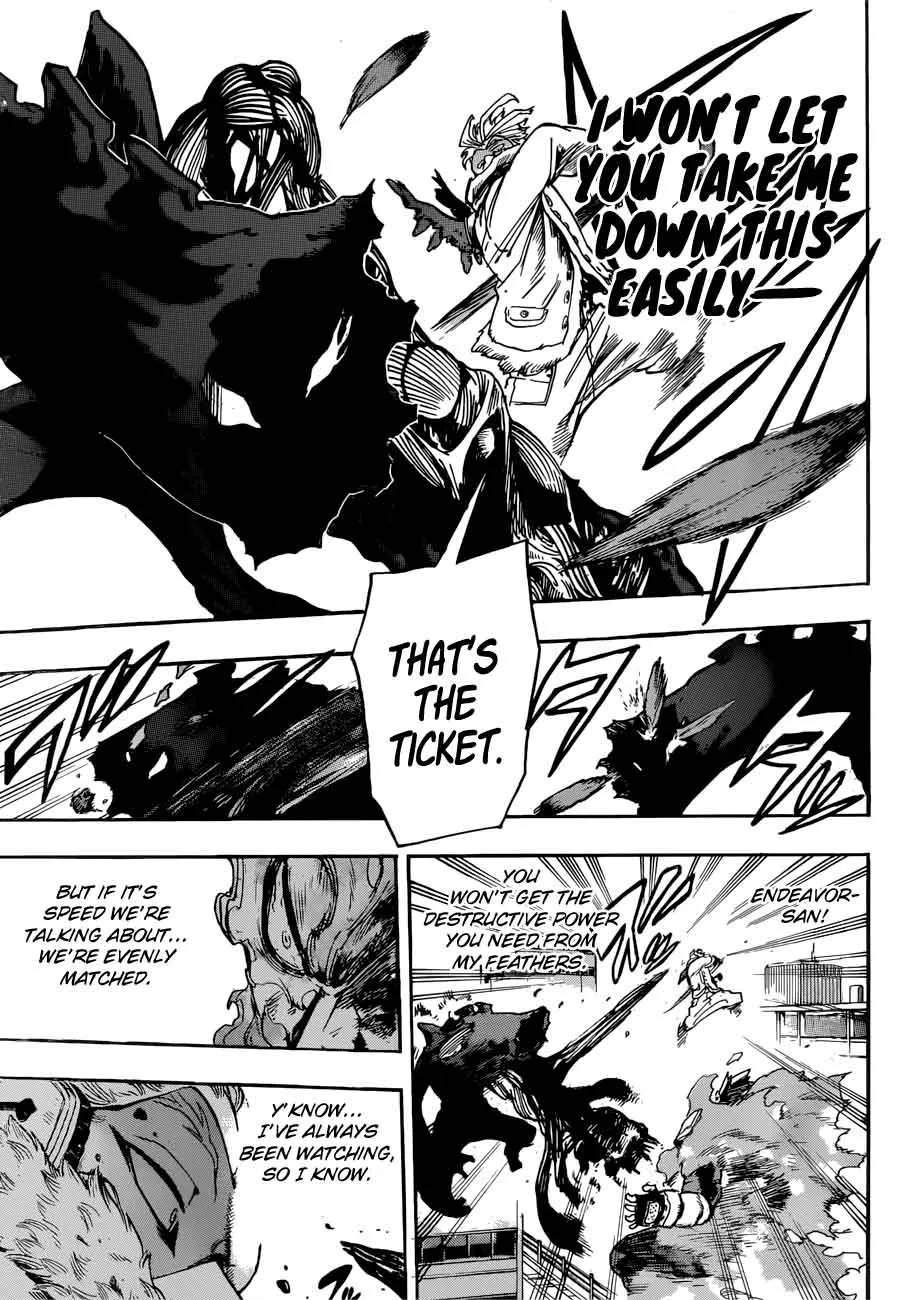 I WON'T LET
YOU TAKE ME
DOWN THIS
EASILY—
THAT'S
THE
TICKET.
ENDEAVOR-
SAN!
YOU
WON'T GET THE
DESTRUCTIVE POWER
YOU NEED FROM
MY FEATHERS.
BUT IF IT'S
SPEED WE'RE
TALKING ABOUT...
WE'RE EVENLY
MATCHED.
Y'KNOW...
I'VE ALWAYS
BEEN WATCHING,
SO I KNOW.